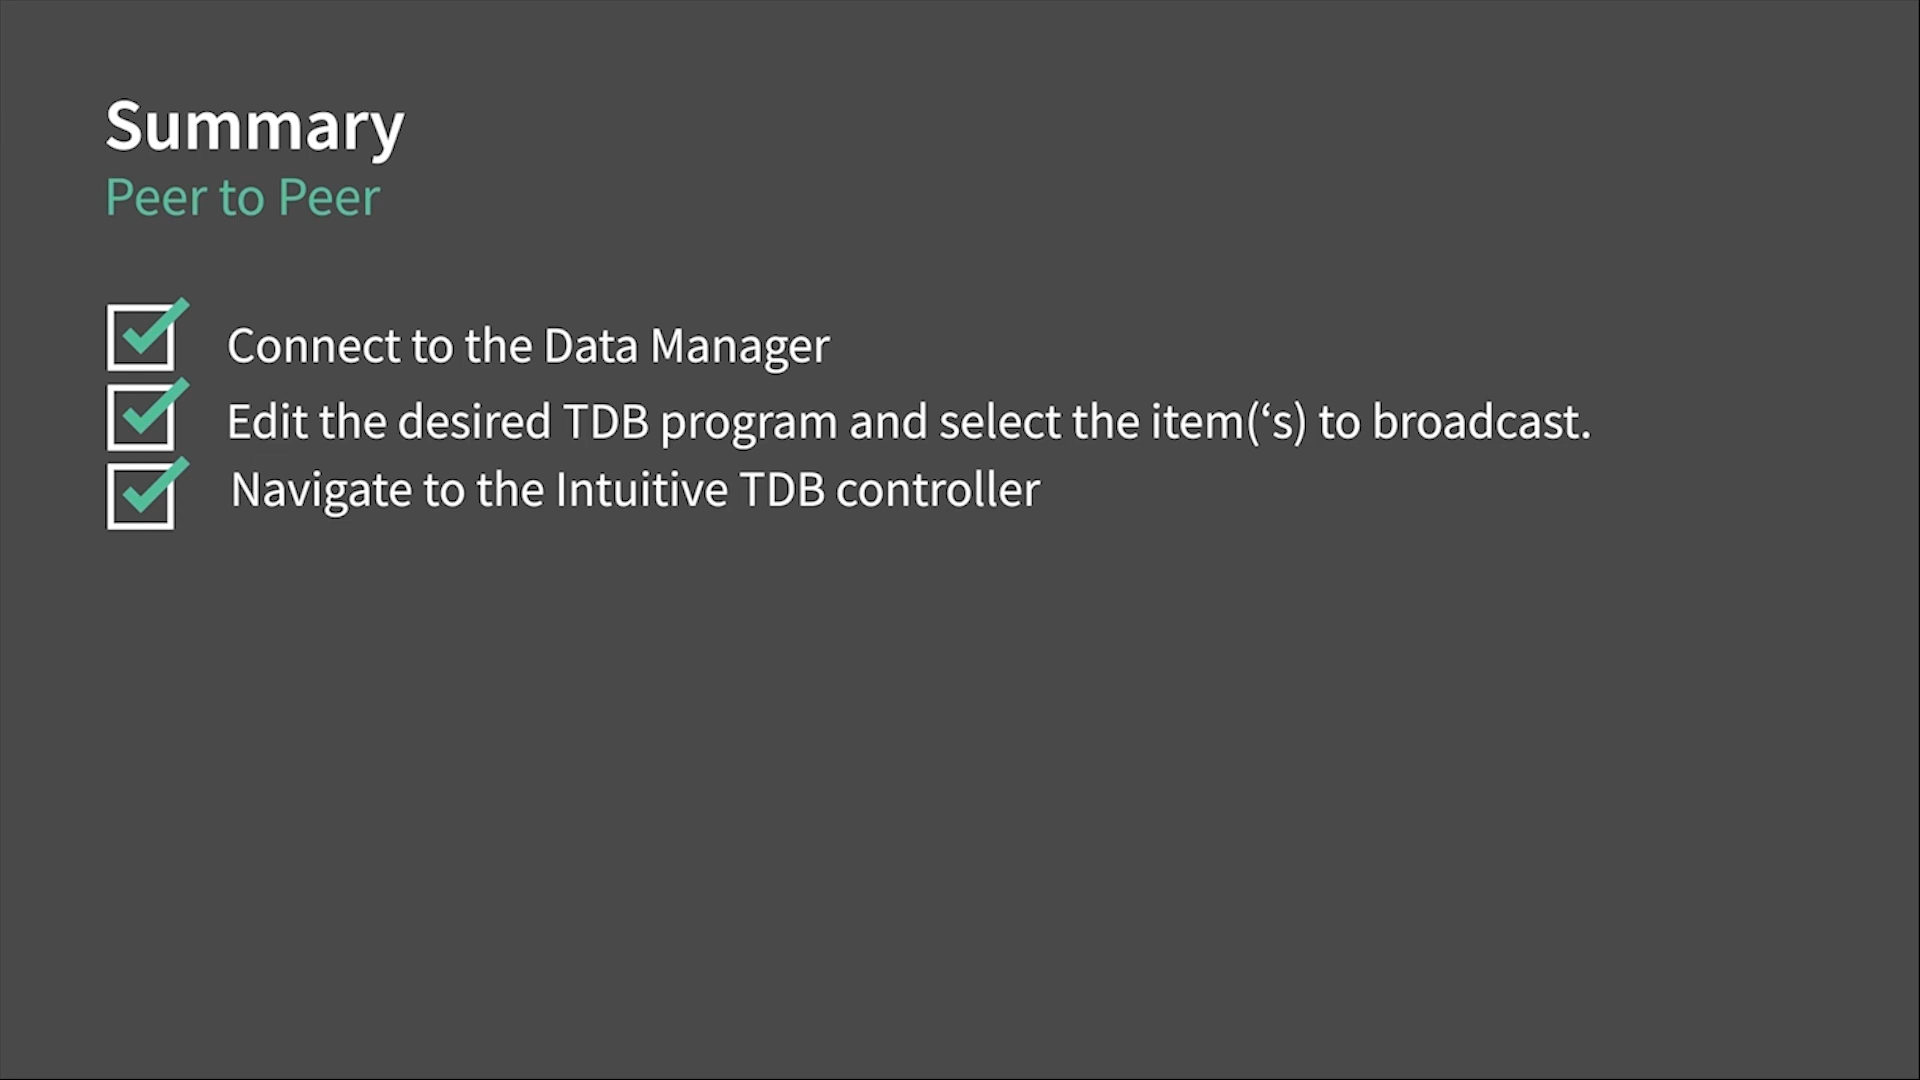 Summary
Peer to Peer
Connect to the Data Manager
Edit the desired TDB program and select the item(‘s) to broadcast.
Navigate to the Intuitive TDB controller